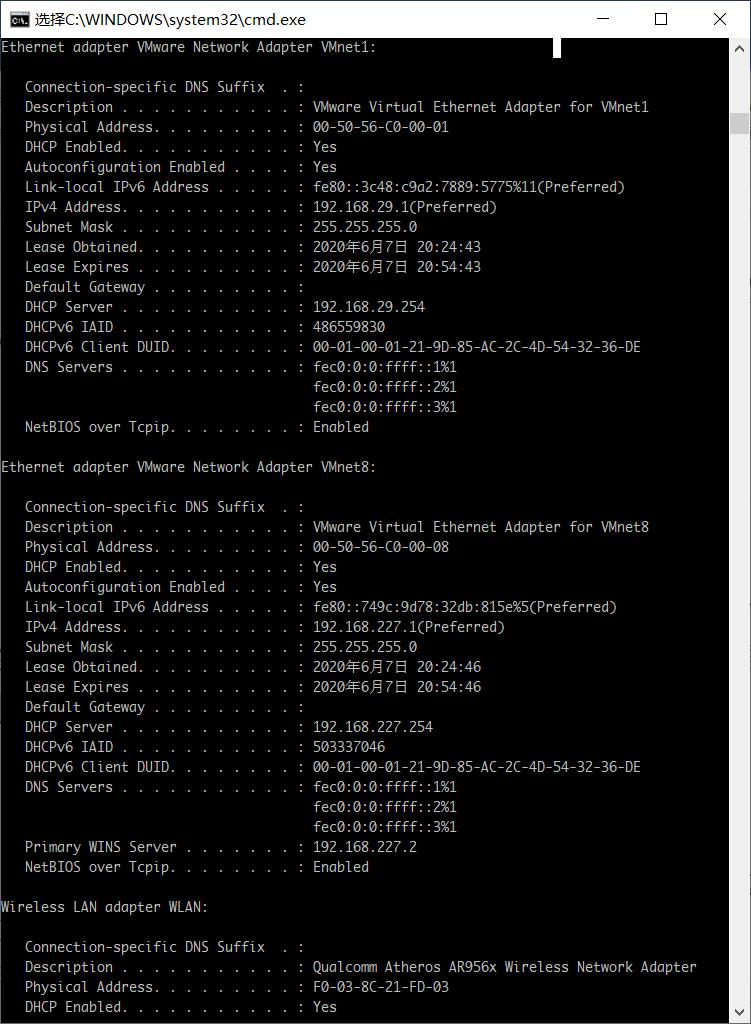 选择C:\WINDOWS\system32\cmd.exe
Ethernet adapter VMware Network Adapter VMnet1:
Connection-specific DNS Suffix  . :
Description . . . . . . . . . . . : VMware Virtual Ethernet Adapter for VMnet1
Physical Address. . . . . . . . . : 00-50-56-C0-00-01
DHCP Enabled. . . . . . . . . . . : Yes
Autoconfiguration Enabled . . . . : Yes
Link-local IPv6 Address . . . . . : fe80::3c48:c9a2:7889:5775%11(Preferred)
IPv4 Address. . . . . . . . . . . : 192.168.29.1(Preferred)
Subnet Mask . . . . . . . . . . . : 255.255.255.0
Lease Obtained. . . . . . . . . . : 2020年6月7日 20:24:43
Lease Expires . . . . . . . . . . : 2020年6月7日 20:54:43
Default Gateway . . . . . . . . . :
DHCP Server . . . . . . . . . . . : 192.168.29.254
DHCPv6 IAID . . . . . . . . . . . : 486559830
DHCPv6 Client DUID. . . . . . . . : 00-01-00-01-21-9D-85-AC-2C-4D-54-32-36-DE
DNS Servers . . . . . . . . . . . : fec0:0:0:ffff::1%1
fec0:0:0:ffff::2%1
fec0:0:0:ffff::3%1
NetBIOS over Tcpip. . . . . . . . : Enabled
Ethernet adapter VMware Network Adapter VMnet8:
Connection-specific DNS Suffix  . :
Description . . . . . . . . . . . : VMware Virtual Ethernet Adapter for VMnet8
Physical Address. . . . . . . . . : 00-50-56-C0-00-08
DHCP Enabled. . . . . . . . . . . : Yes
Autoconfiguration Enabled . . . . : Yes
Link-local IPv6 Address . . . . . : fe80::749c:9d78:32db:815e%5(Preferred)
IPv4 Address. . . . . . . . . . . : 192.168.227.1(Preferred)
Subnet Mask . . . . . . . . . . . : 255.255.255.0
Lease Obtained. . . . . . . . . . : 2020年6月7日 20:24:46
Lease Expires . . . . . . . . . . : 2020年6月7日 20:54:46
Default Gateway . . . . . . . . . :
DHCP Server . . . . . . . . . . . : 192.168.227.254
DHCPv6 IAID . . . . . . . . . . . : 503337046
DHCPv6 Client DUID. . . . . . . . : 00-01-00-01-21-9D-85-AC-2C-4D-54-32-36-DE
DNS Servers . . . . . . . . . . . : fec0:0:0:ffff::1%1
fec0:0:0:ffff::2%1
fec0:0:0:ffff::3%1
Primary WINS Server . . . . . . . : 192.168.227.2
NetBIOS over Tcpip. . . . . . . . : Enabled
Wireless LAN adapter WLAN:
Connection-specific DNS Suffix  . :
Description . . . . . . . . . . . : Qualcomm Atheros AR956x Wireless Network Adapter
Physical Address. . . . . . . . . : F0-03-8C-21-FD-03
DHCP Enabled. . . . . . . . . . . : Yes